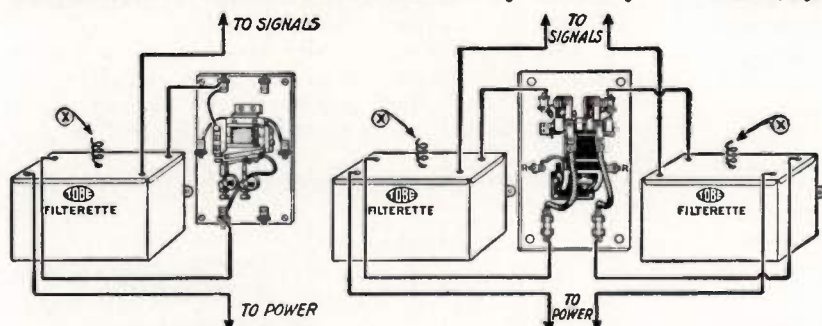 TO SIGNALS
X
TOBE
FILTERETTE
TO POWER
TO
SIGNALS
X
TOBE
FILTERETTE
R
R
X
TOBE
FILTERETTE
TO
POWER